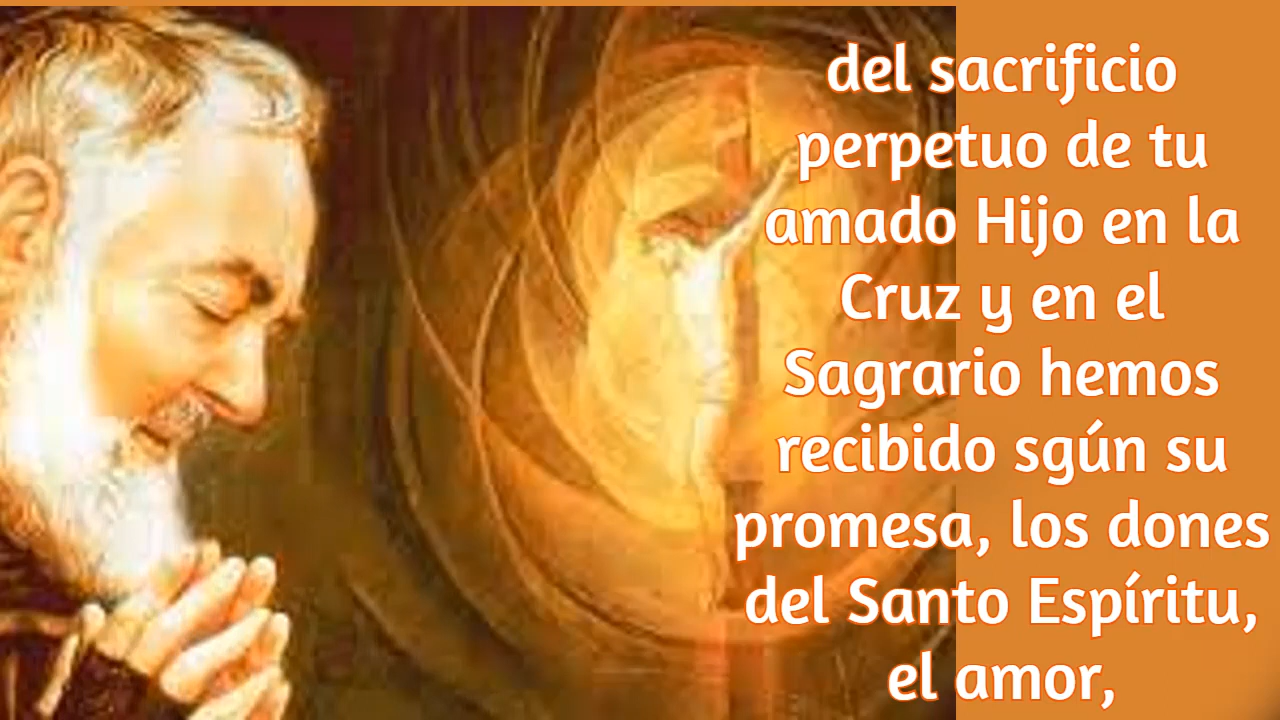 del sacrificio
perpetuo de tu
amado Hijo en la
Cruz y en el
Sagrario hemos
recibido sgún su
promesa, los dones
del Santo Espíritu,
el amor,